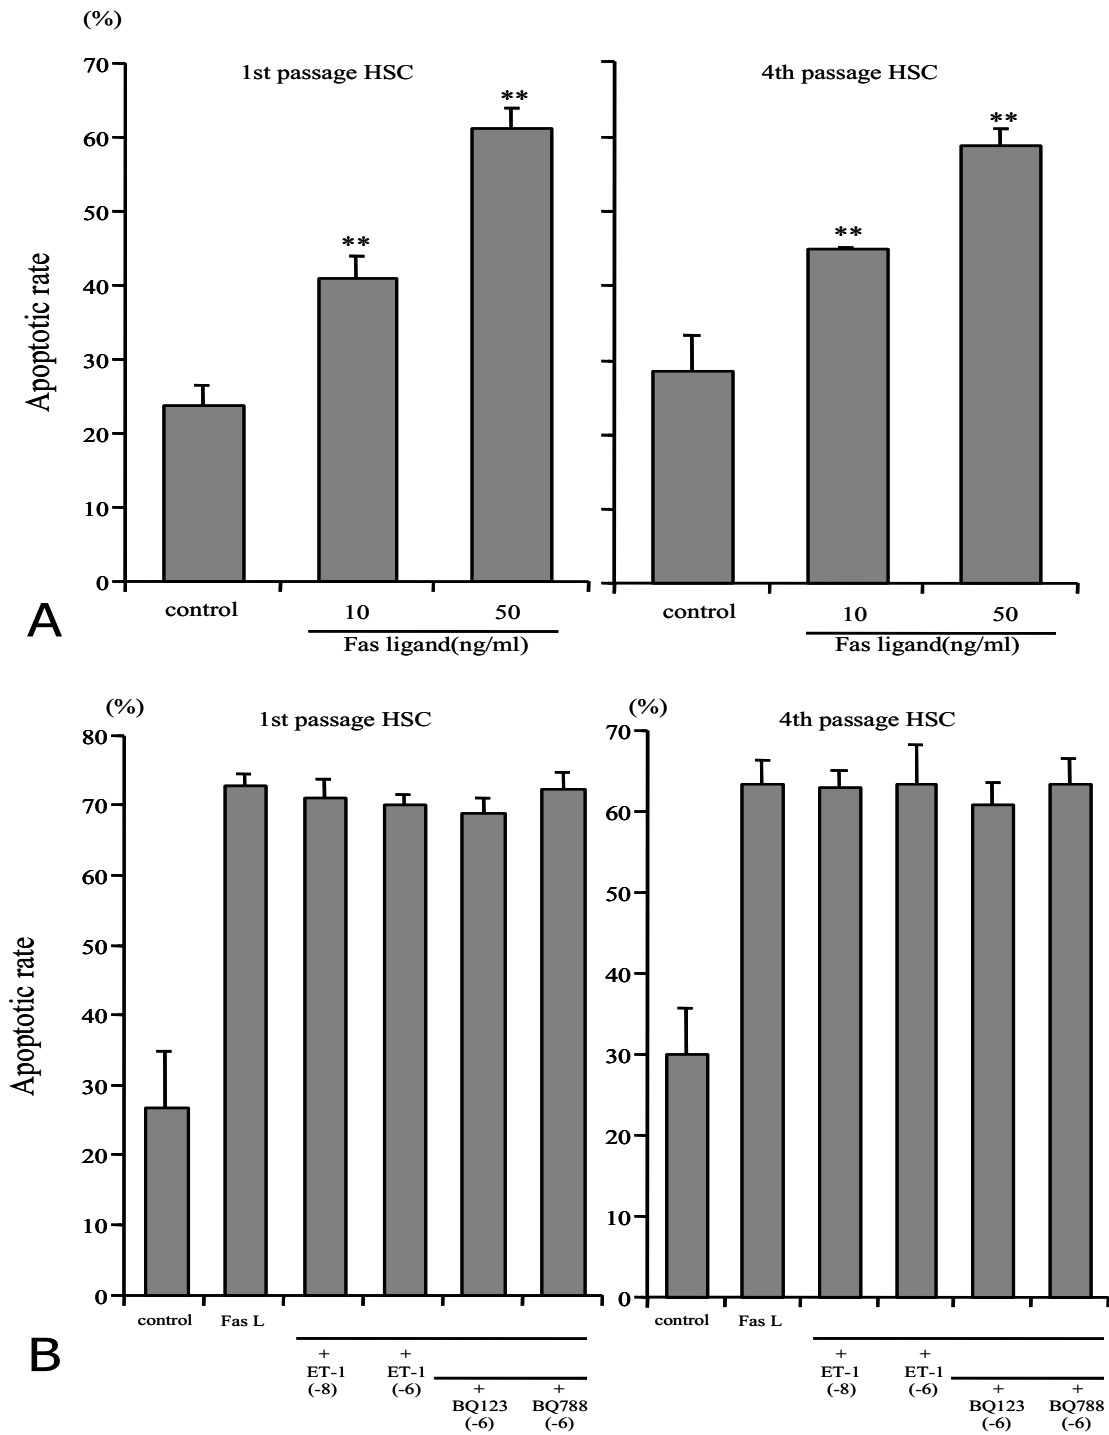 (%)
1st passage HSC
4th passage HSC
70
60
50
40
30
20
10
0
Apoptotic rate
**
**
**
**
control
10
50
Fas ligand(ng/ml)
control
10
50
Fas ligand(ng/ml)
A
(%)
1st passage HSC
80
70
60
50
40
30
20
10
0
Apoptotic rate
control
Fas L
+
ET-1
(-8)
+
ET-1
(-6)
+
BQ123
(-6)
+
BQ788
(-6)
(%)
4th passage HSC
70
60
50
40
30
20
10
0
control
Fas L
+
ET-1
(-8)
+
ET-1
(-6)
+
BQ123
(-6)
+
BQ788
(-6)
B